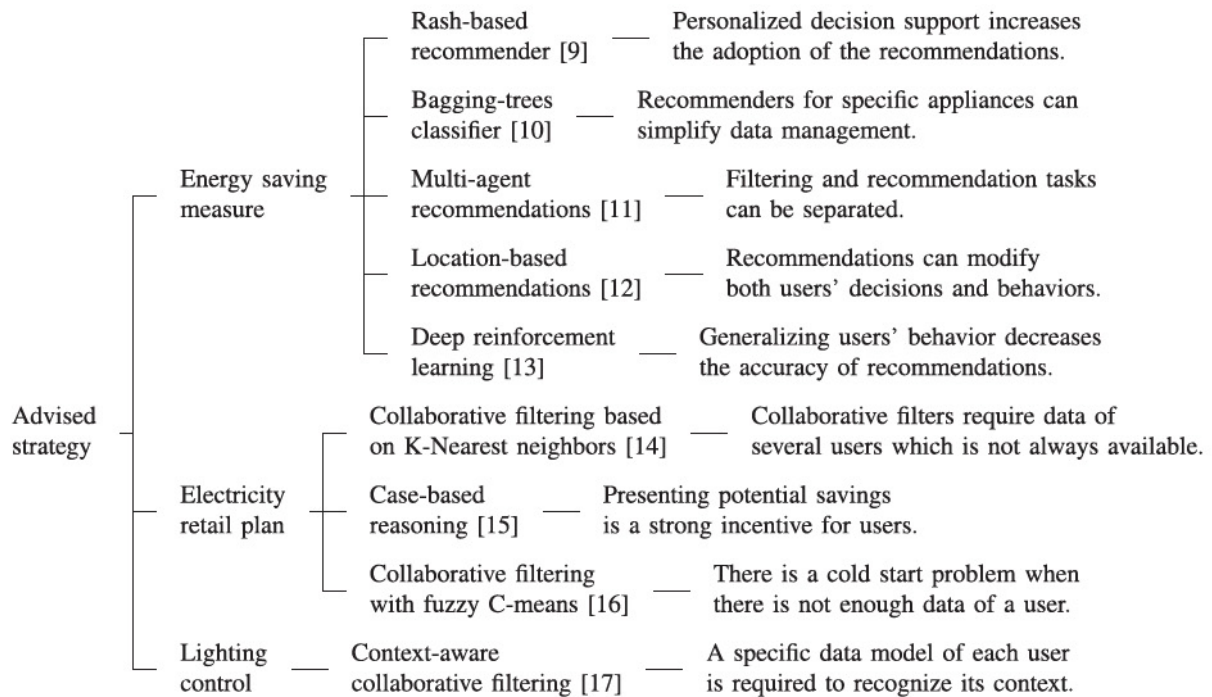 Rash-based
recommender [9]
Personalized decision support increases
the adoption of the recommendations.
Bagging-trees
classifier [10]
Recommenders for specific appliances can
simplify data management.
Energy saving
measure
Multi-agent
recommendations [11]
Filtering and recommendation tasks
can be separated.
Location-based
recommendations [12]
Recommendations can modify
both users' decisions and behaviors.
Deep reinforcement
learning [13]
Generalizing users' behavior decreases
the accuracy of recommendations.
Advised
strategy
Collaborative filtering based
on K-Nearest neighbors [14]
Collaborative filters require data of
several users which is not always available.
Electricity
retail plan
Case-based
reasoning [15]
Presenting potential savings
is a strong incentive for users.
Collaborative filtering
with fuzzy C-means [16]
There is a cold start problem when
there is not enough data of a user.
Lighting
control
Context-aware
collaborative filtering [17]
A specific data model of each user
is required to recognize its context.